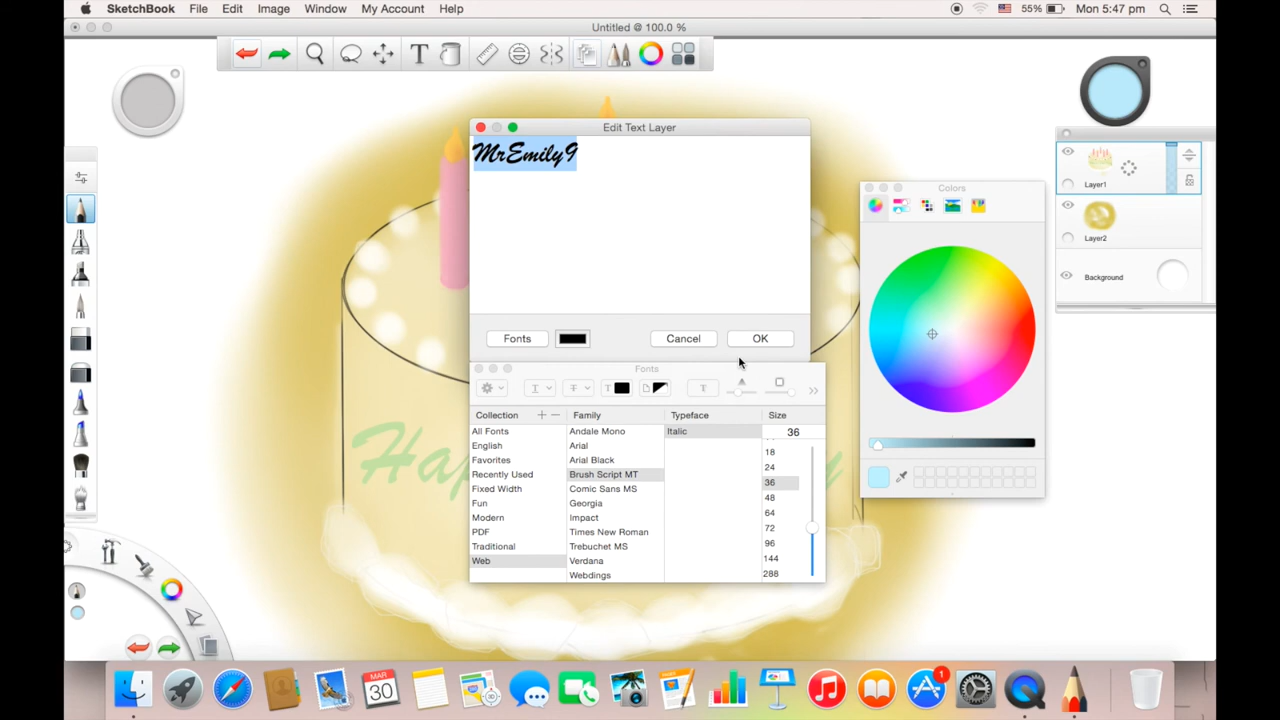 SketchBook File Edit Image Window My Account Help
55% Mon 5:47 pm
Untitled @ 100.0 %
T
Edit Text Layer
MrEmily9
Fonts Cancel OK
Layer1
Layer2
Background
Colors
Fonts
Collection Family Typeface Size
All Fonts Andale Mono Italic 36
English Arial 18
Favorites Arial Black 24
Recently Used Brush Script MT 36
Fixed Width Comic Sans MS 48
Fun Georgia 64
Modern Impact 72
PDF Times New Roman 96
Traditional Trebuchet MS 144
Web Verdana 288
Webdings
MAR
30
1